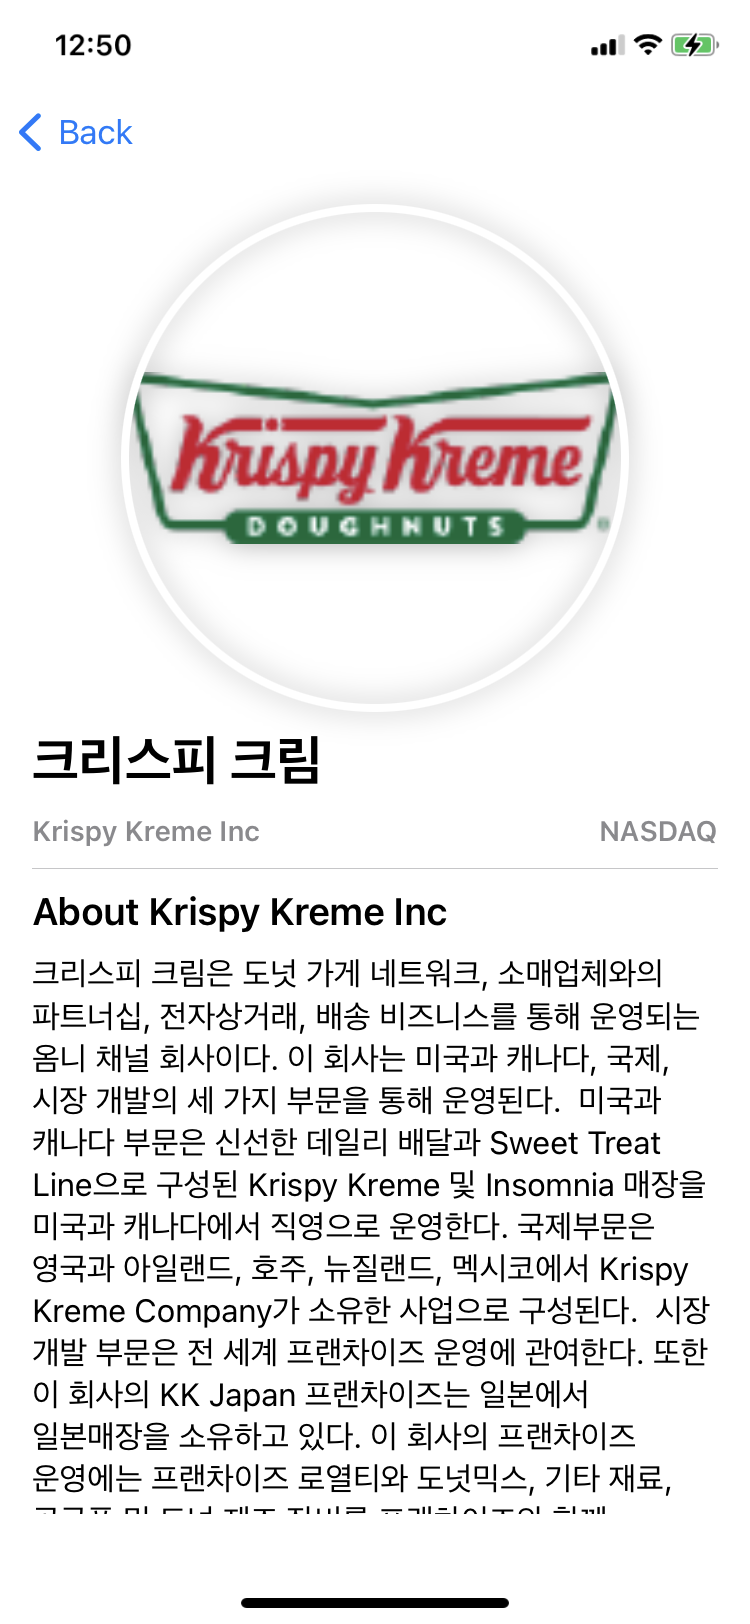 12:50
Back
Krispy Kreme
DOUGHNUTS
®
크리스피 크림
Krispy Kreme Inc
NASDAQ
About Krispy Kreme Inc
크리스피 크림은 도넛 가게 네트워크, 소매업체와의
파트너십, 전자상거래, 배송 비즈니스를 통해 운영되는
옴니 채널 회사이다. 이 회사는 미국과 캐나다, 국제,
시장 개발의 세 가지 부문을 통해 운영된다.  미국과
캐나다 부문은 신선한 데일리 배달과 Sweet Treat
Line으로 구성된 Krispy Kreme 및 Insomnia 매장을
미국과 캐나다에서 직영으로 운영한다. 국제부문은
영국과 아일랜드, 호주, 뉴질랜드, 멕시코에서 Krispy
Kreme Company가 소유한 사업으로 구성된다.  시장
개발 부문은 전 세계 프랜차이즈 운영에 관여한다. 또한
이 회사의 KK Japan 프랜차이즈는 일본에서
일본매장을 소유하고 있다. 이 회사의 프랜차이즈
운영에는 프랜차이즈 로열티와 도넛믹스, 기타 재료,